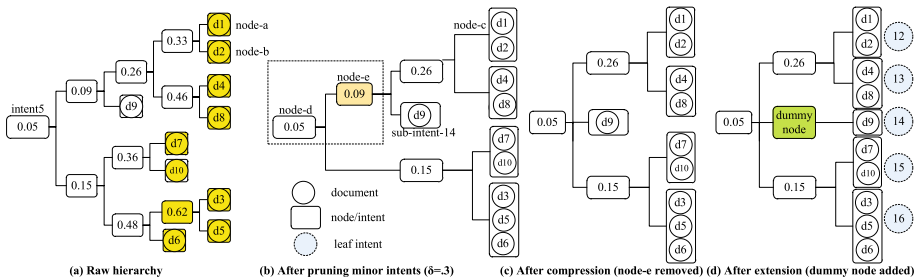 intent5
0.05
0.09
0.15
0.26
d9
0.36
0.48
0.33
0.46
d7
d10
0.62
d6
d1
d2
d4
d8
d3
d5
node-a
node-b
(a) Raw hierarchy
node-d
0.05
node-e
0.09
0.15
0.26
d9
sub-intent-14
node-c
d1
d2
d4
d8
d7
d10
d3
d5
d6
document
node/intent
leaf intent
(b) After pruning minor intents (δ=.3)
0.05
0.26
d9
0.15
d1
d2
d4
d8
d7
d10
d3
d5
d6
(c) After compression (node-e removed)
0.05
0.26
dummy
node
0.15
d1
d2
d4
d8
d9
d7
d10
d3
d5
d6
12
13
14
15
16
(d) After extension (dummy node added)